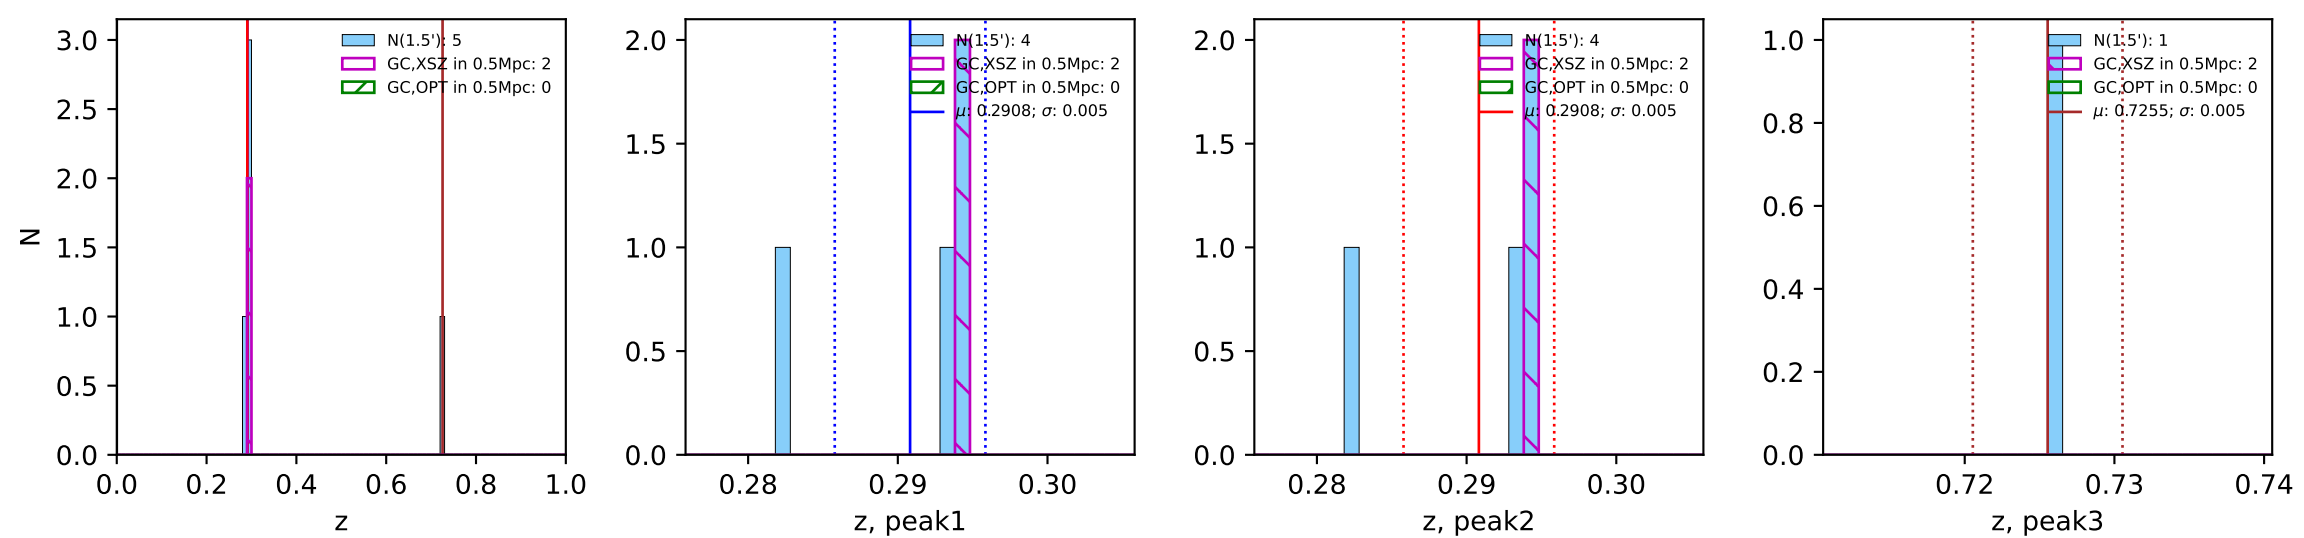 N
3.0
2.5
2.0
1.5
1.0
0.5
0.0
0.0 0.2 0.4 0.6 0.8 1.0
z
N(1.5'): 5
GC,XSZ in 0.5Mpc: 2
GC,OPT in 0.5Mpc: 0
2.0
1.5
1.0
0.5
0.0
0.28 0.29 0.30
z, peak1
N(1.5'): 4
GC,XSZ in 0.5Mpc: 2
GC,OPT in 0.5Mpc: 0
μ: 0.2908; σ: 0.005
2.0
1.5
1.0
0.5
0.0
0.28 0.29 0.30
z, peak2
N(1.5'): 4
GC,XSZ in 0.5Mpc: 2
GC,OPT in 0.5Mpc: 0
μ: 0.2908; σ: 0.005
1.0
0.8
0.6
0.4
0.2
0.0
0.72 0.73 0.74
z, peak3
N(1.5'): 1
GC,XSZ in 0.5Mpc: 2
GC,OPT in 0.5Mpc: 0
μ: 0.7255; σ: 0.005